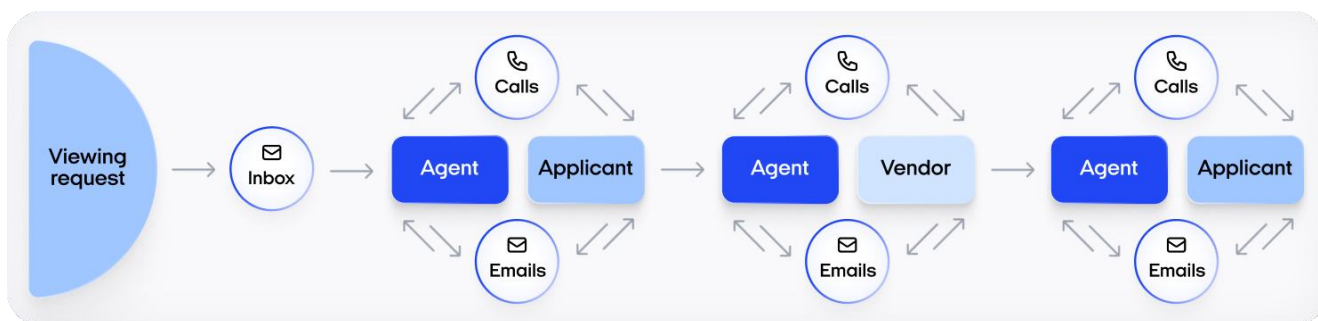 Viewing
request
Inbox
Calls
Agent
Applicant
Emails
Calls
Agent
Vendor
Emails
Calls
Agent
Applicant
Emails